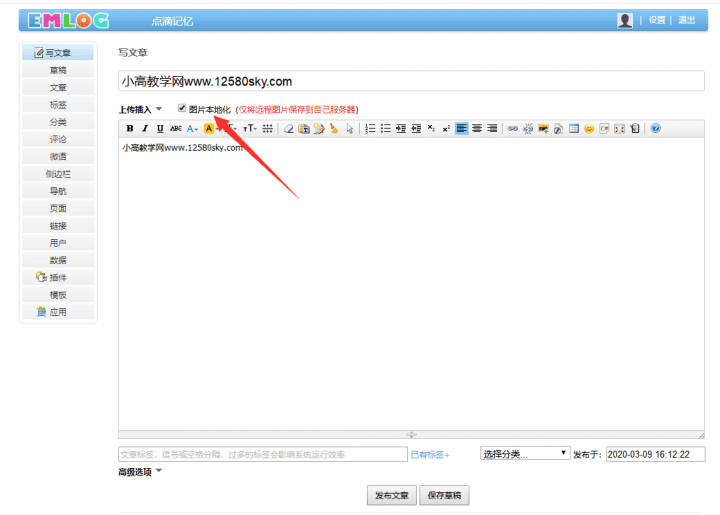 EMLOG
点滴记忆
| 设置 | 退出
写文章
草稿
文章
标签
分类
评论
微语
侧边栏
导航
页面
链接
用户
数据
插件
模板
应用
写文章
小高教学网www.12580sky.com
上传插入 图片本地化 (仅将远程图片保存到自己服务器)
B I U ABC A A T тT
小高教学网www.12580sky.com
文章标签，逗号或空格分隔，过多的标签会影响系统运行效率 已有标签+ 选择分类... 发布于: 2020-03-09 16:12:22
高级选项
发布文章 保存草稿